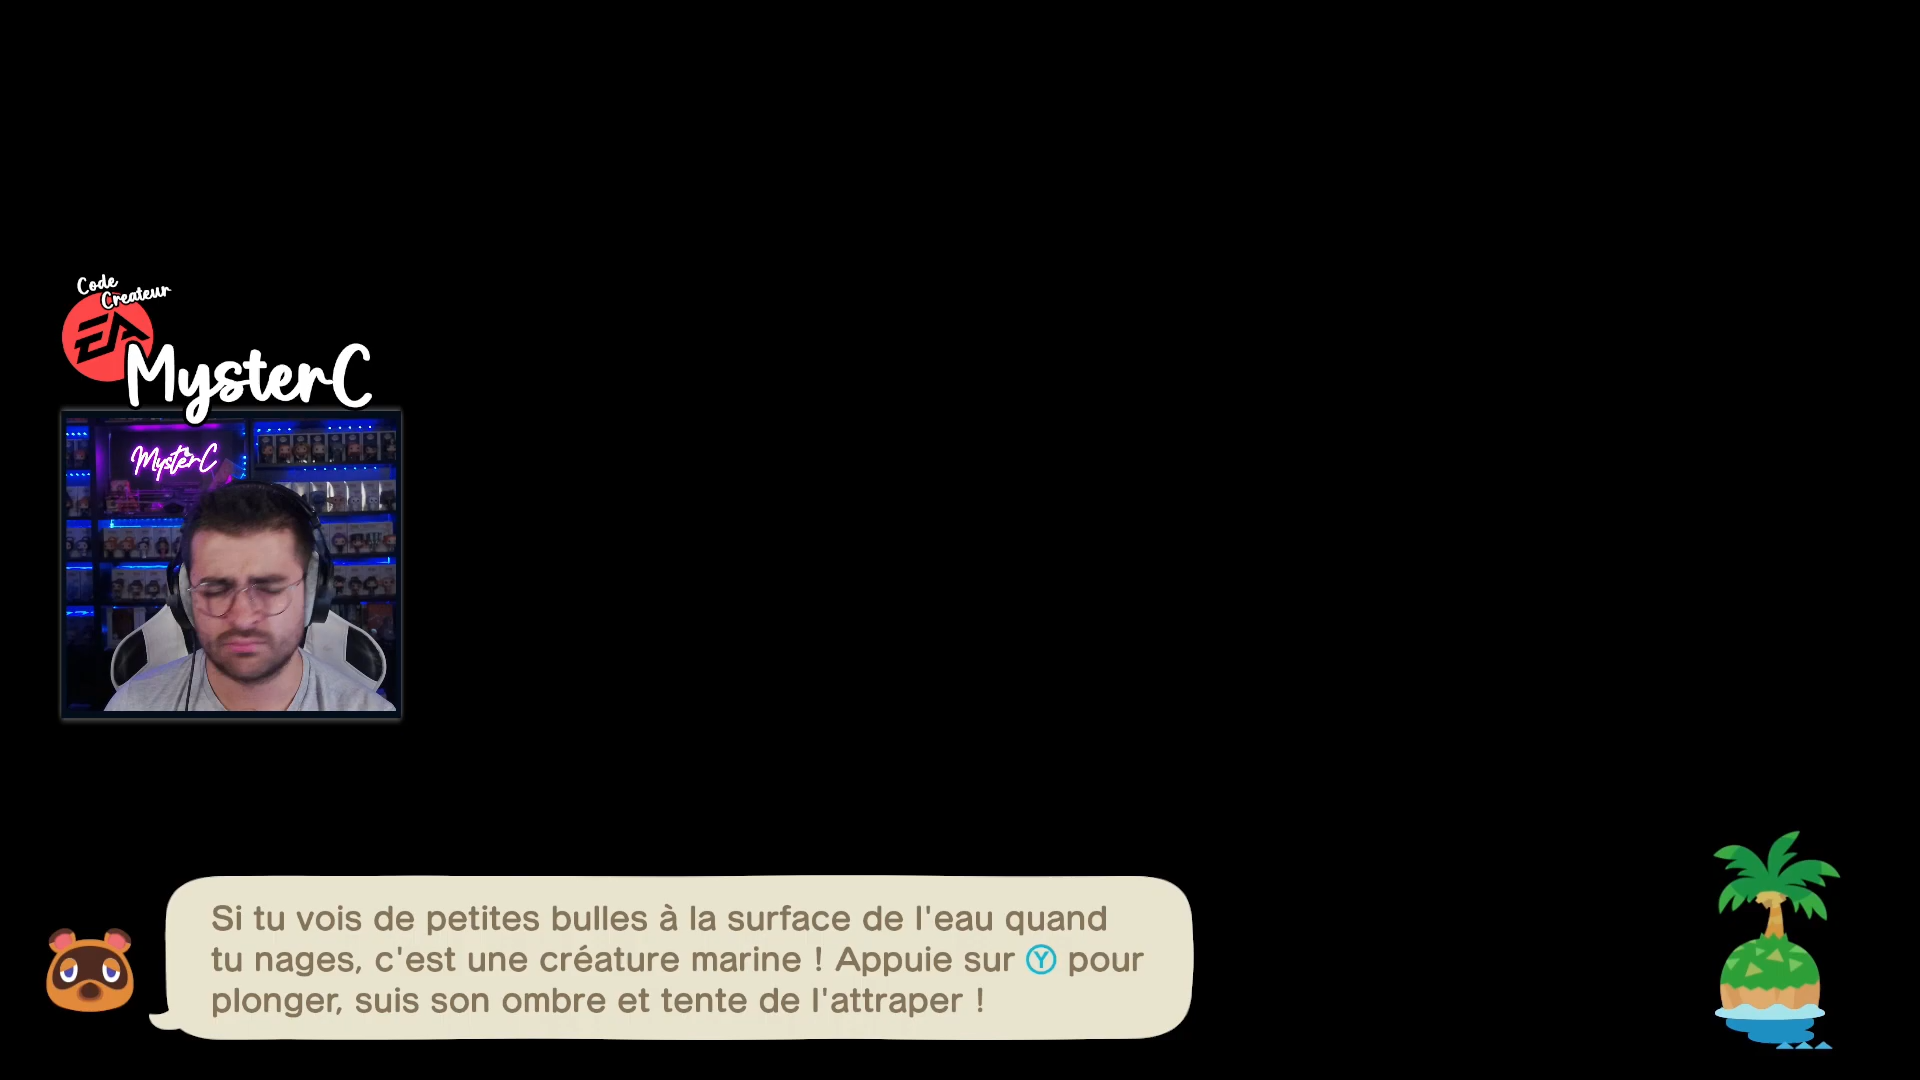 Code
Createur
EA
MysterC
MysterC
Si tu vois de petites bulles à la surface de l'eau quand
tu nages, c'est une créature marine ! Appuie sur Ⓨ pour
plonger, suis son ombre et tente de l'attraper !